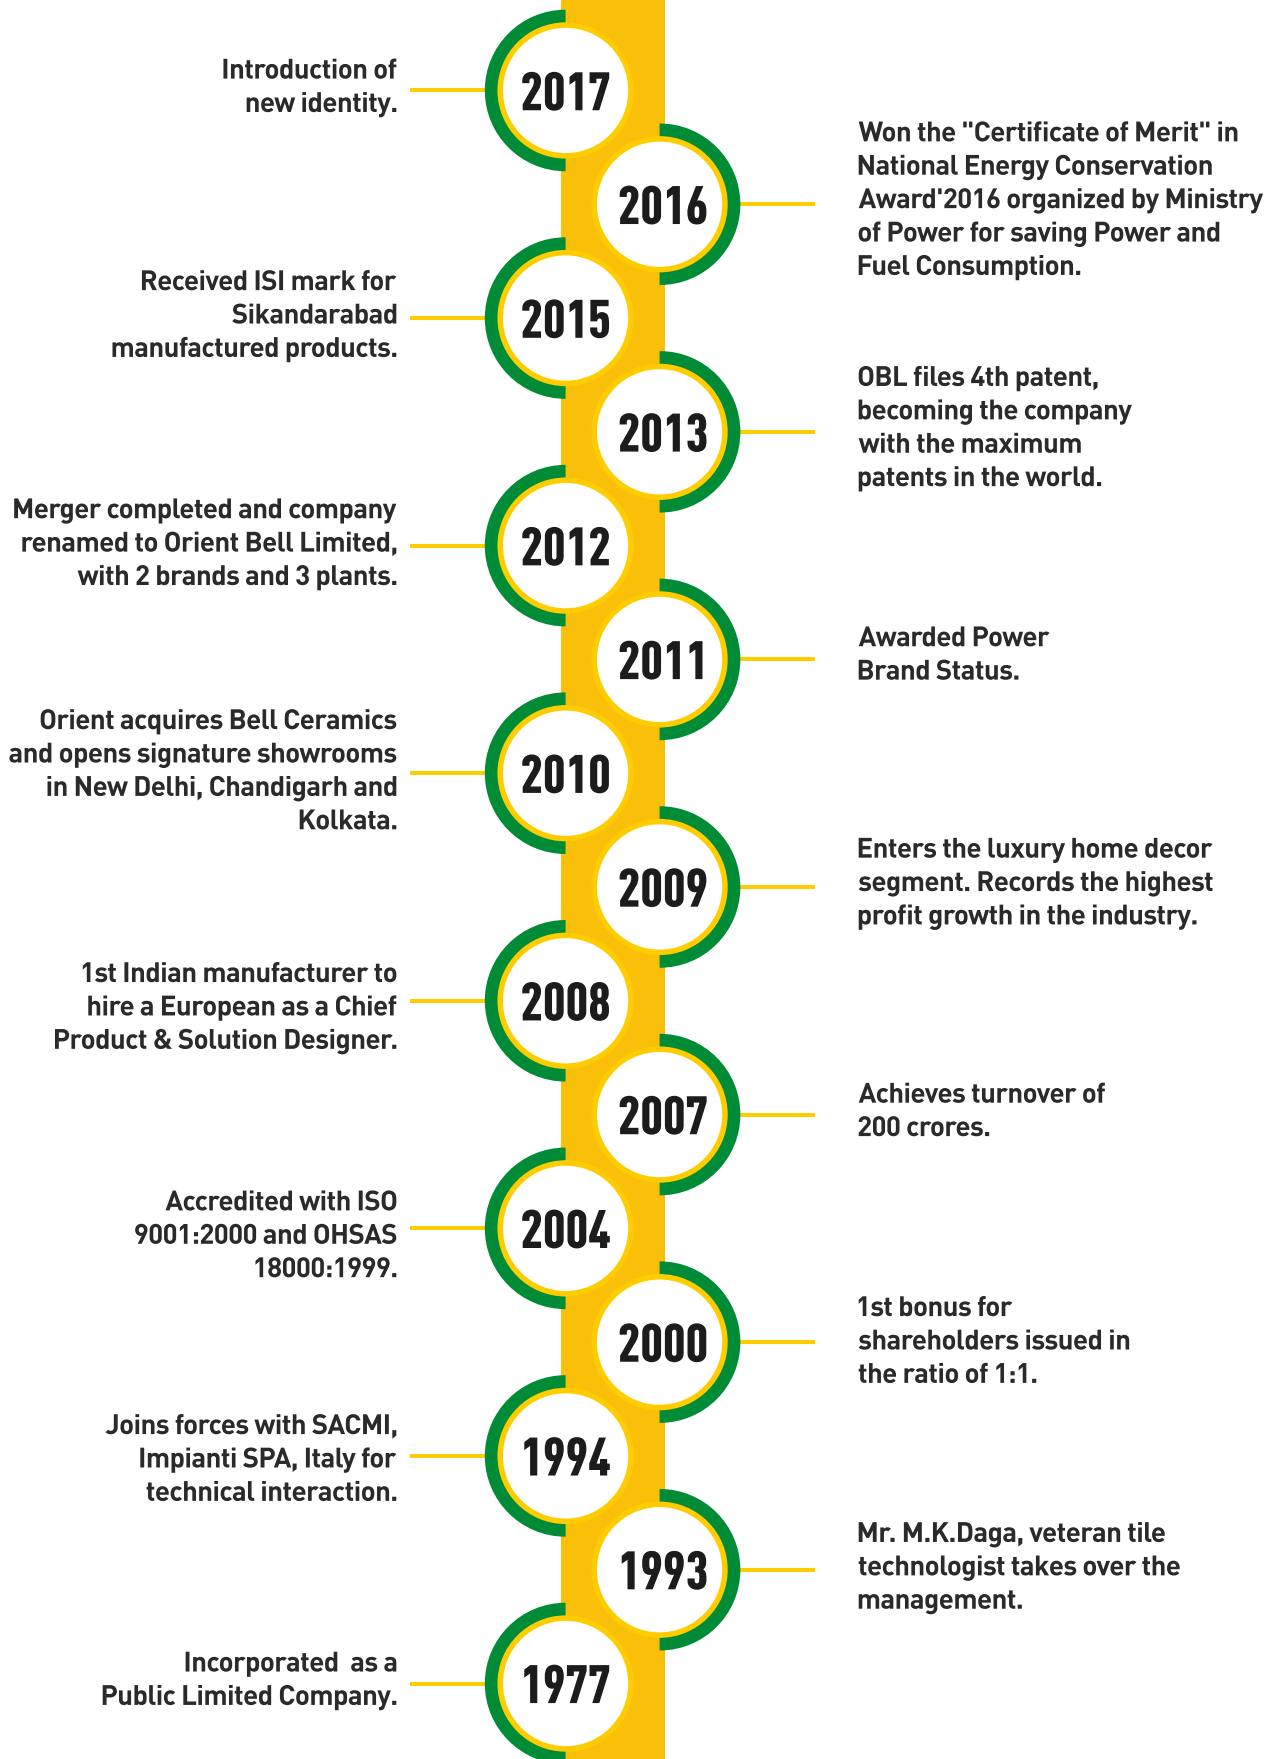 Introduction of
new identity.
2017
2016
Won the "Certificate of Merit" in
National Energy Conservation
Award'2016 organized by Ministry
of Power for saving Power and
Fuel Consumption.
Received ISI mark for
Sikandarabad
manufactured products.
2015
2013
OBL files 4th patent,
becoming the company
with the maximum
patents in the world.
Merger completed and company
renamed to Orient Bell Limited,
with 2 brands and 3 plants.
2012
2011
Awarded Power
Brand Status.
Orient acquires Bell Ceramics
and opens signature showrooms
in New Delhi, Chandigarh and
Kolkata.
2010
2009
Enters the luxury home decor
segment. Records the highest
profit growth in the industry.
1st Indian manufacturer to
hire a European as a Chief
Product & Solution Designer.
2008
2007
Achieves turnover of
200 crores.
Accredited with ISO
9001:2000 and OHSAS
18000:1999.
2004
2000
1st bonus for
shareholders issued in
the ratio of 1:1.
Joins forces with SACMI,
Impianti SPA, Italy for
technical interaction.
1994
1993
Mr. M.K.Daga, veteran tile
technologist takes over the
management.
Incorporated as a
Public Limited Company.
1977